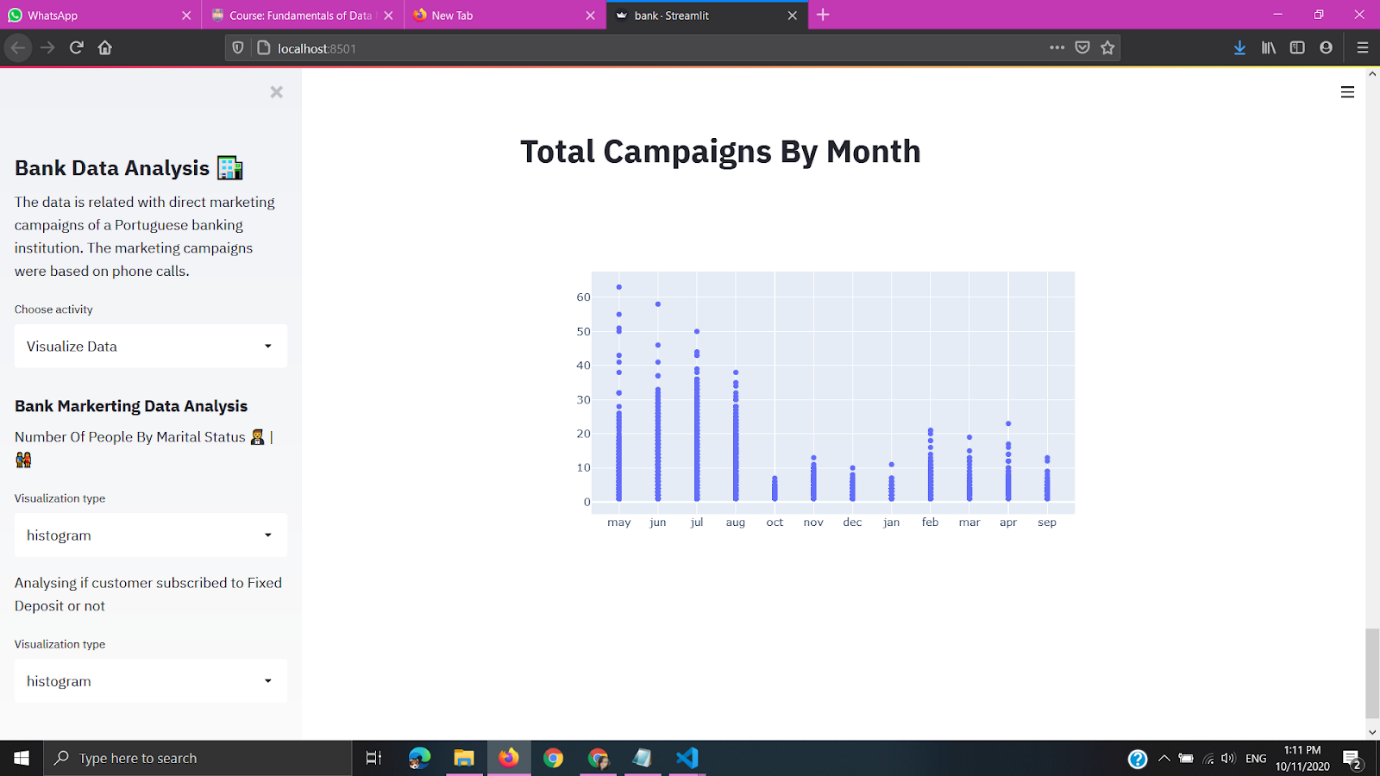 WhatsApp
Course: Fundamentals of Data
New Tab
bank · Streamlit
localhost:8501
Bank Data Analysis 🏦
The data is related with direct marketing
campaigns of a Portuguese banking
institution. The marketing campaigns
were based on phone calls.
Choose activity
Visualize Data
Bank Markerting Data Analysis
Number Of People By Marital Status 🤵 |
👫
Visualization type
histogram
Analysing if customer subscribed to Fixed
Deposit or not
Visualization type
histogram
Total Campaigns By Month
60
50
40
30
20
10
0
may jun jul aug oct nov dec jan feb mar apr sep
Type here to search
ENG
1:11 PM
10/11/2020
2